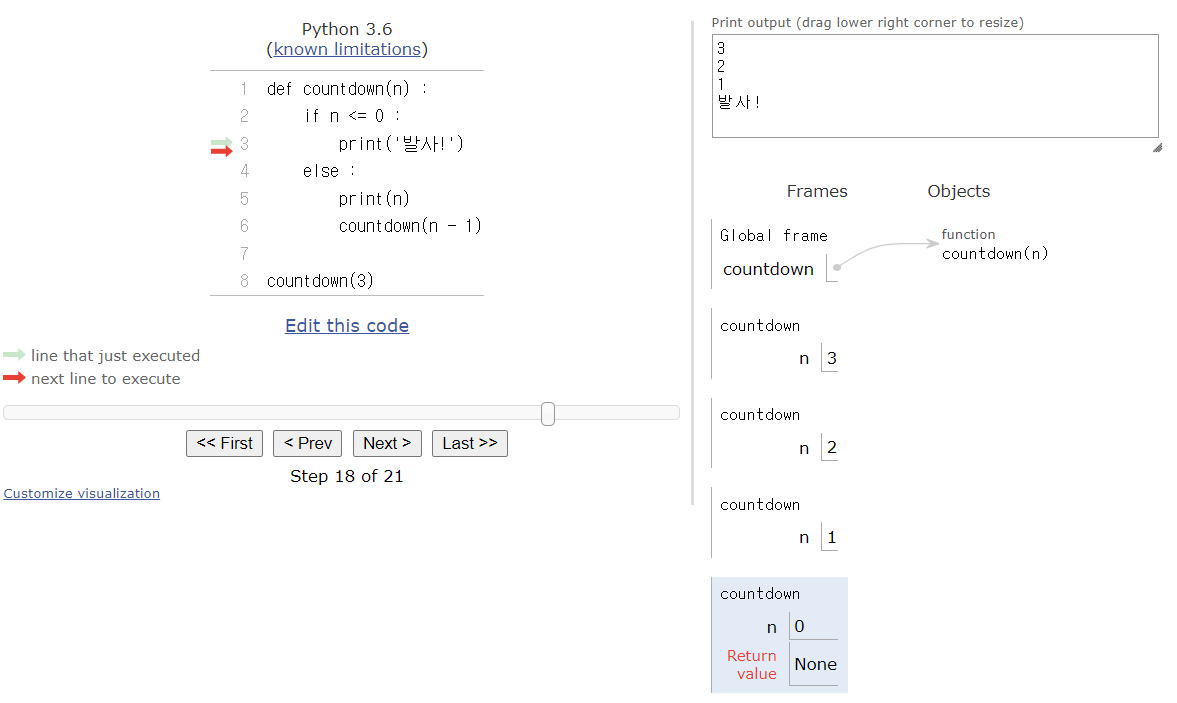 Python 3.6
(known limitations)
1 def countdown(n) :
2 if n <= 0 :
3 print('발사!')
4 else :
5 print(n)
6 countdown(n - 1)
7
8 countdown(3)
Edit this code
line that just executed
next line to execute
<< First < Prev Next > Last >>
Step 18 of 21
Customize visualization
Print output (drag lower right corner to resize)
3
2
1
발사!
Frames Objects
Global frame
countdown
function
countdown(n)
countdown
n 3
countdown
n 2
countdown
n 1
countdown
n 0
Return
value None